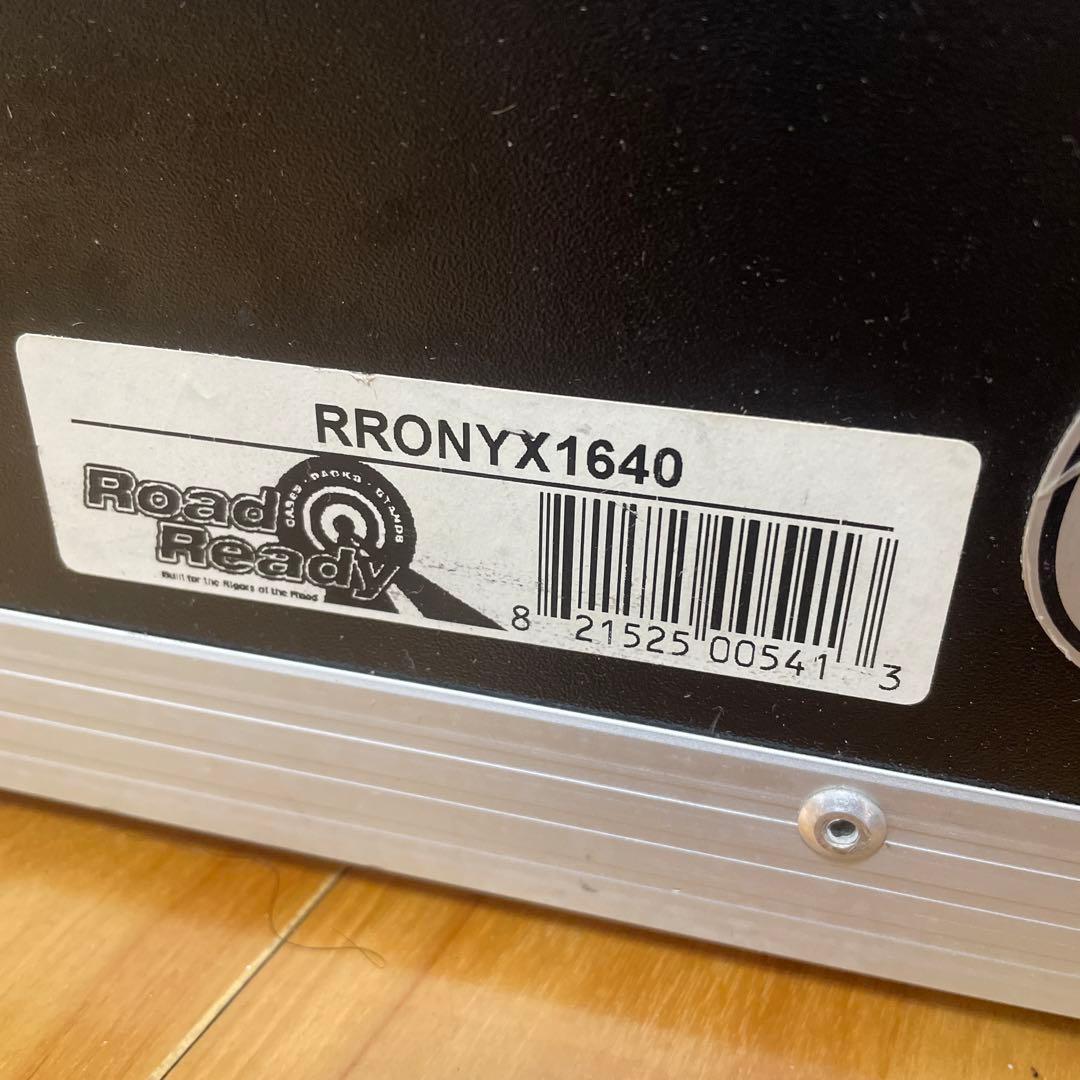 RRONYX1640
CASES · RACKS · STANDS
Road
Ready
Built for the Rigors of the Road
8 21525 00541 3